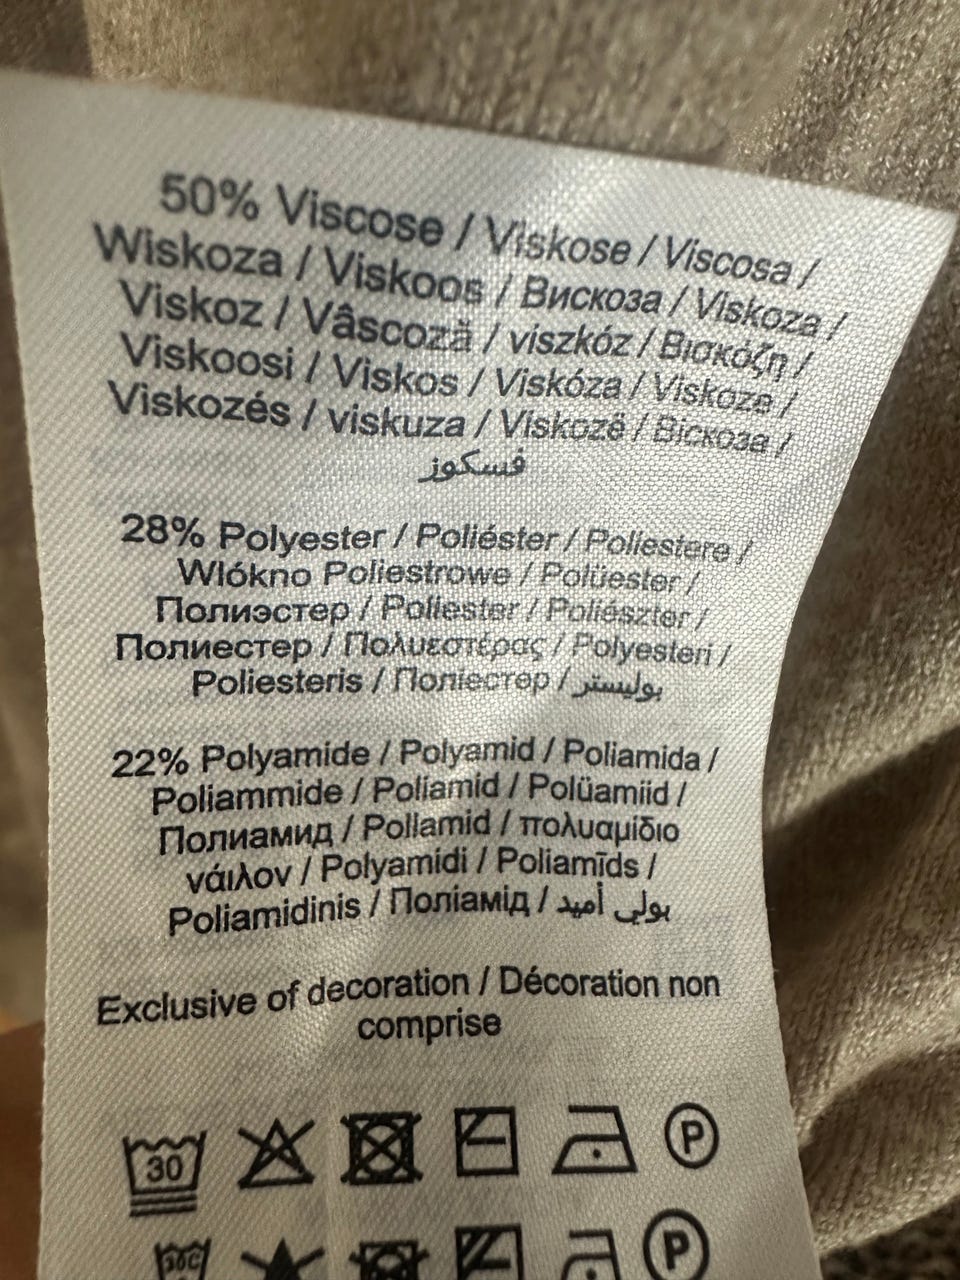 50% Viscose / Viskose / Viscosa /
Wiskoza / Viskoos / Вискоза / Viskoza /
Viskoz / Vâscoză / viszkóz / Βισκόζη /
Viskoosi / Viskos / Viskóza / Viskoze /
Viskozés / viskuza / Viskozë / Віскоза /
فسكوز
28% Polyester / Poliéster / Poliestere /
Wlókno Poliestrowe / Polüester /
Полиэстер / Poliester / Poliészter /
Полиестер / Πολυεστέρας / Polyesteri /
Poliesteris / Поліестер / بوليستر
22% Polyamide / Polyamid / Poliamida /
Poliammide / Poliamid / Polüamiid /
Полиамид / Poliamid / πολυαμίδιο
νάιλον / Polyamidi / Poliamīds /
Poliamidinis / Поліамід / بولي أميد
Exclusive of decoration / Décoration non
comprise
30 P
30C P